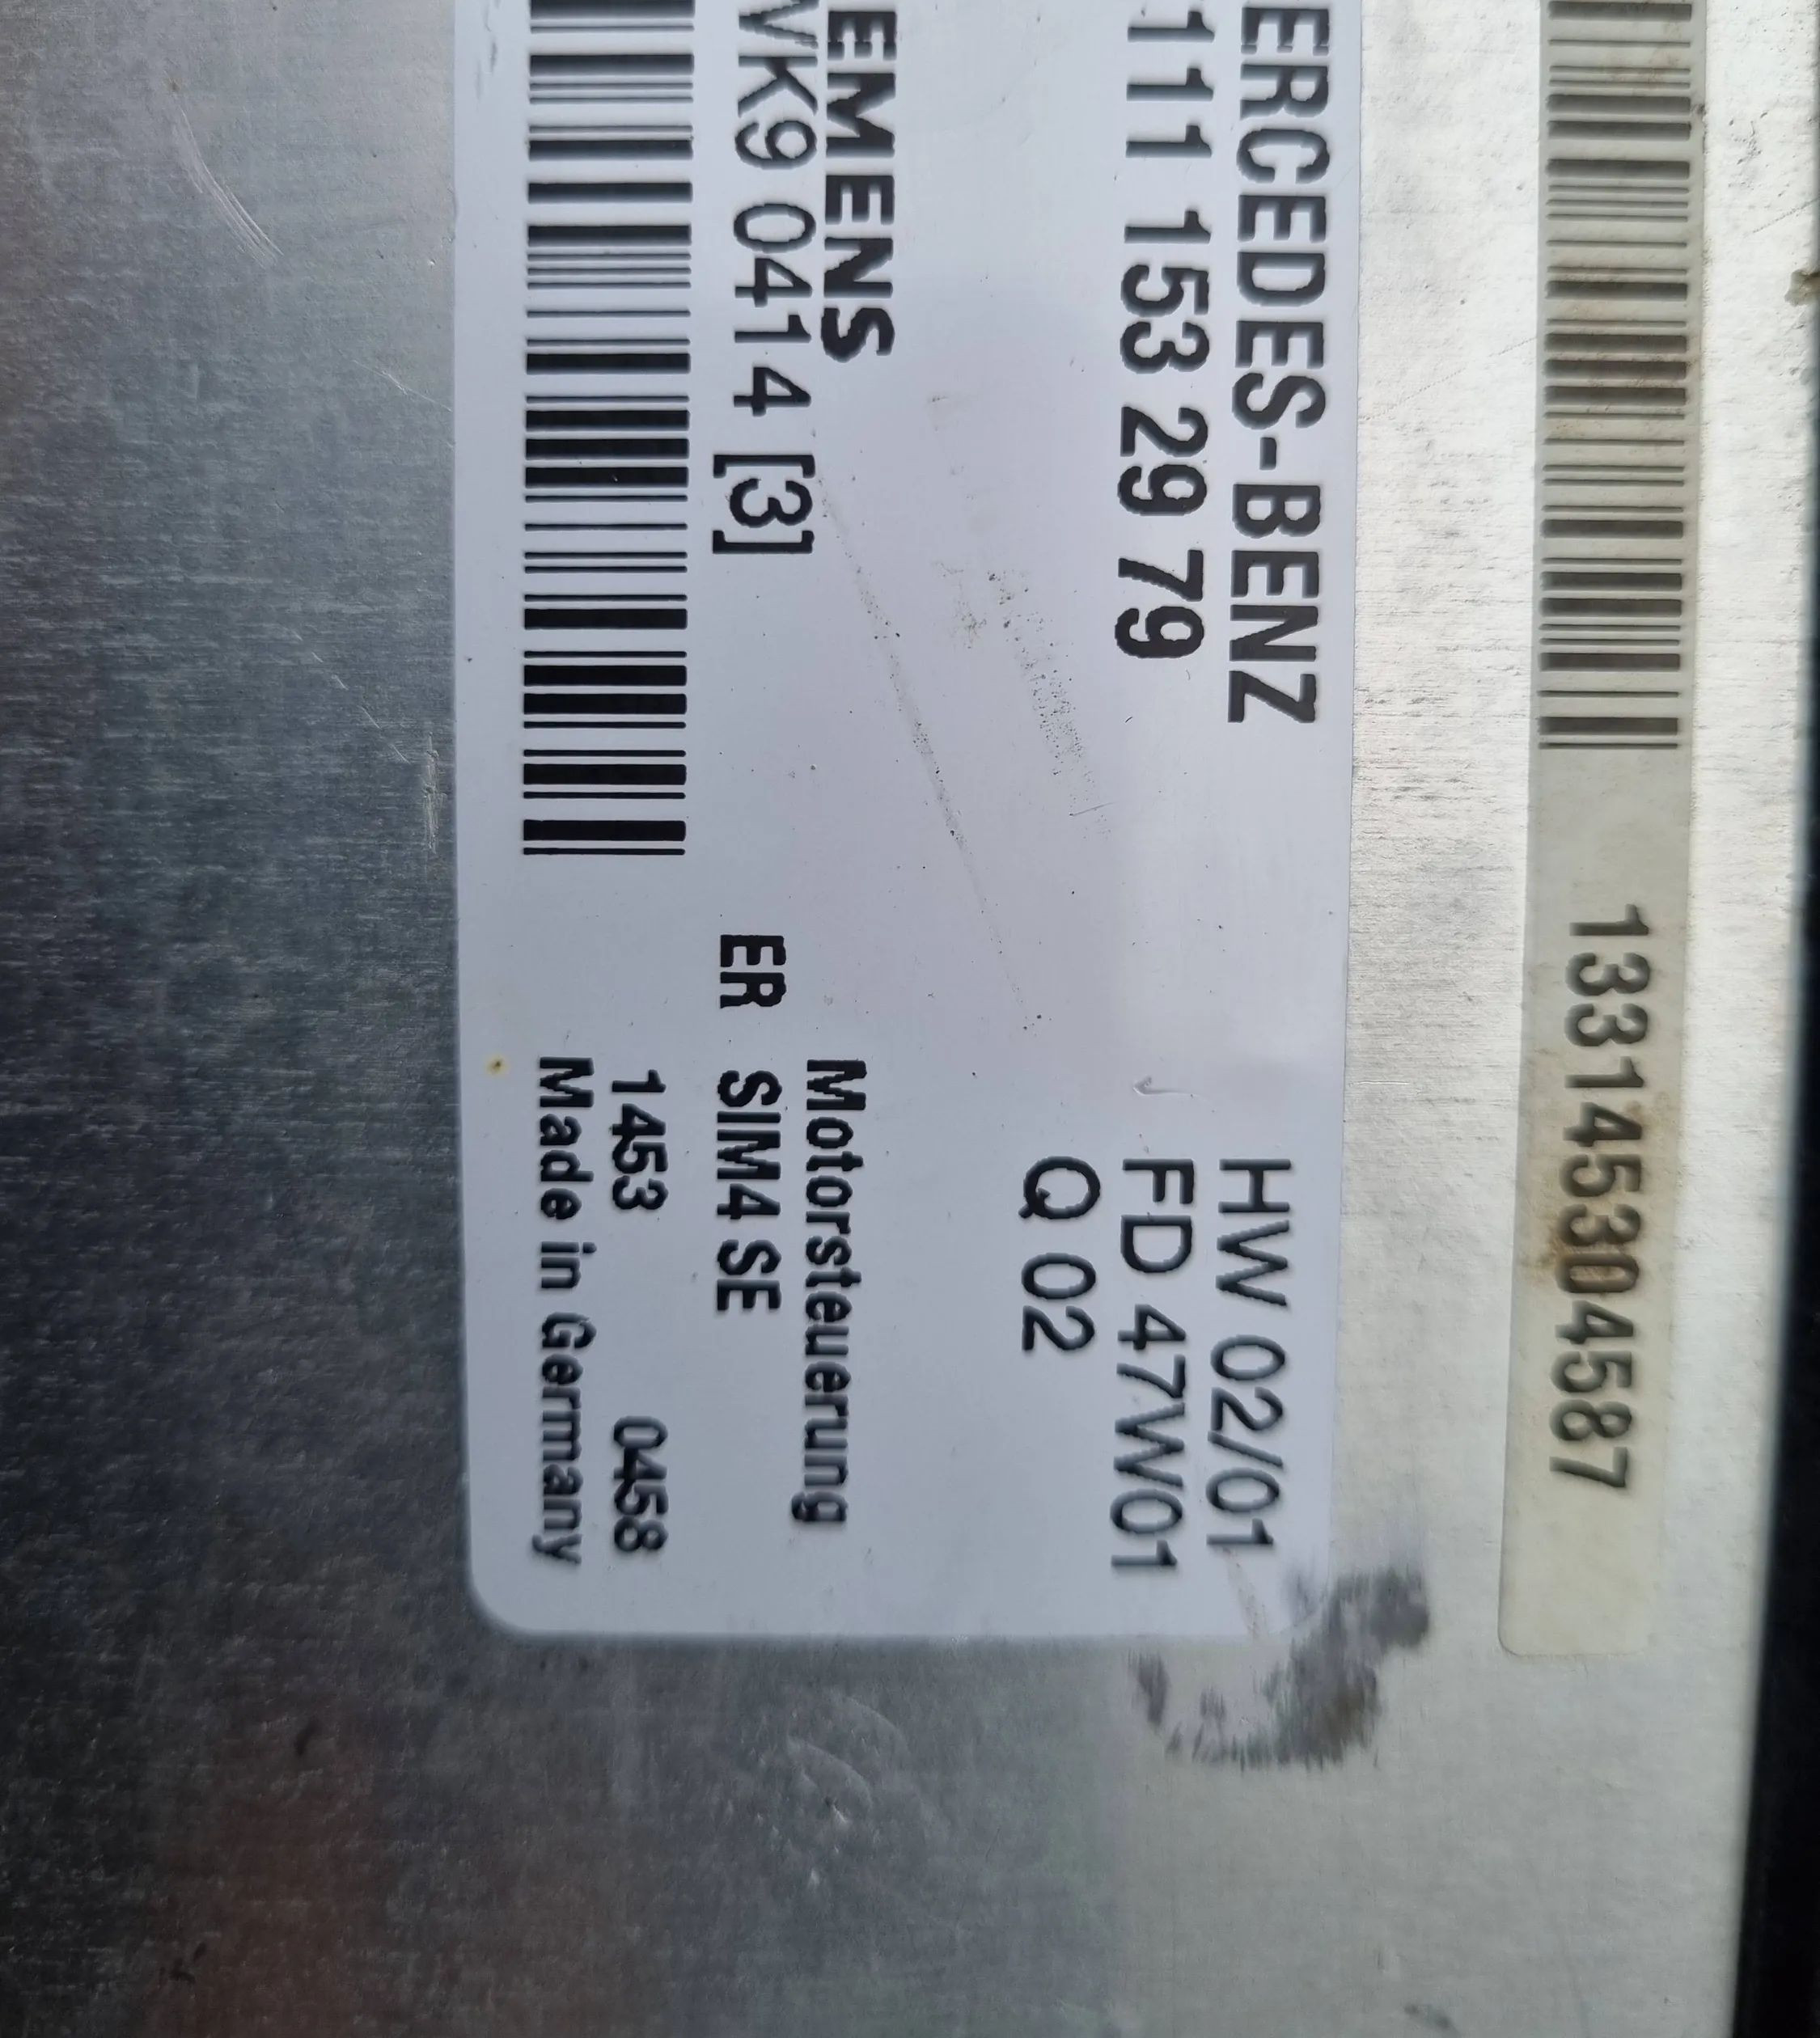 133145304587
ERCEDES-BENZ
111 153 29 79
HW 02/01
FD 47W01
Q 02
EMENS
VK9 0414 [3]
Motorsteuerung
ER SIM4 SE
1453 0458
Made in Germany